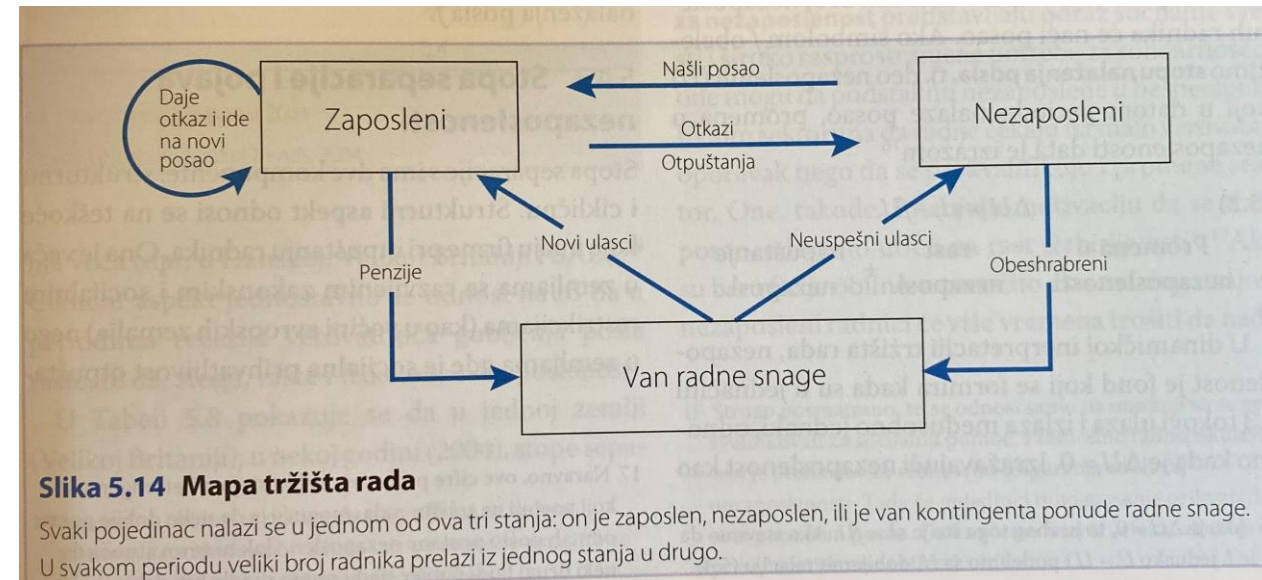 Našli posao
Daje
otkaz i ide
na novi
posao
Zaposleni
Nezaposleni
Otkazi
Otpuštanja
Novi ulasci
Neuspešni ulasci
Penzije
Obeshrabreni
Van radne snage
Slika 5.14 Mapa tržišta rada
Svaki pojedinac nalazi se u jednom od ova tri stanja: on je zaposlen, nezaposlen, ili je van kontingenta ponude radne snage.
U svakom periodu veliki broj radnika prelazi iz jednog stanja u drugo.